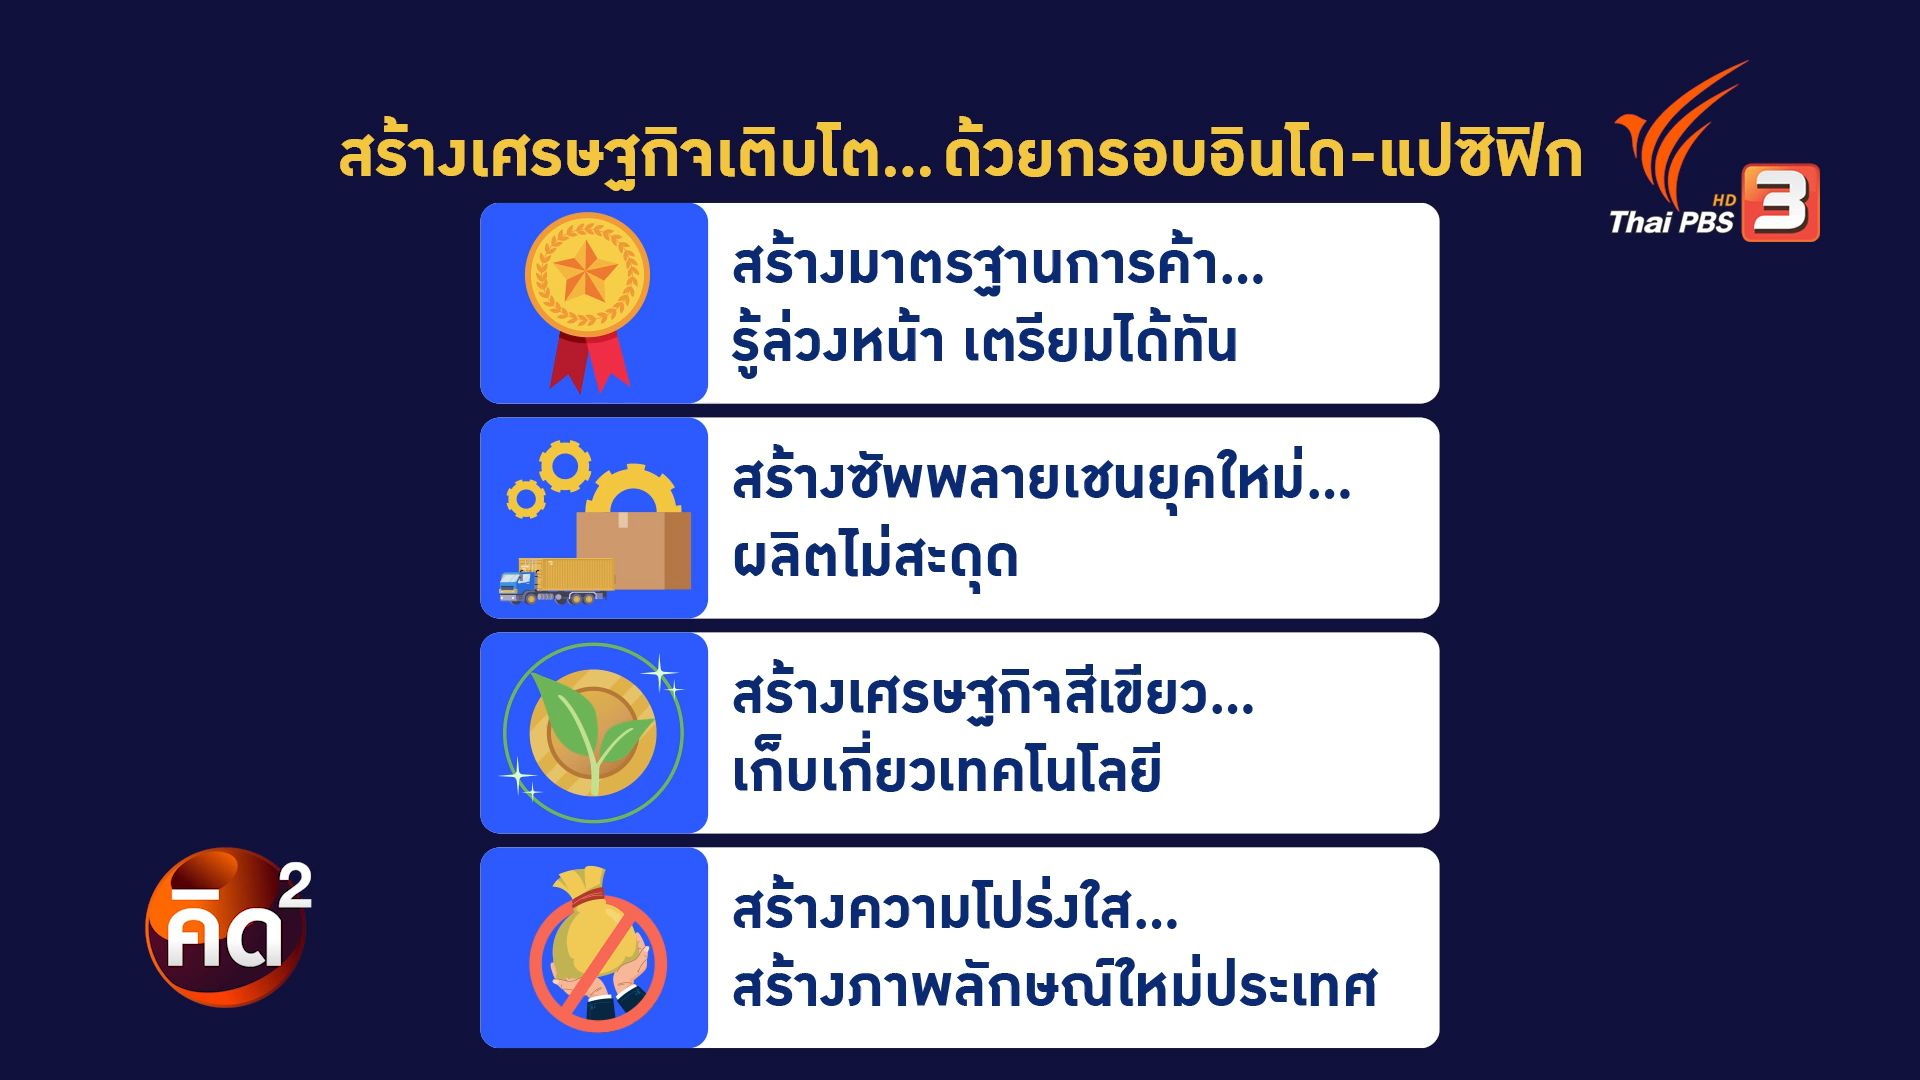 สร้างเศรษฐกิจเติบโต... ด้วยกรอบอินโด-แปซิฟิก
HD
Thai PBS 3
สร้างมาตรฐานการค้า...
รู้ล่วงหน้า เตรียมได้ทัน
สร้างซัพพลายเชนยุคใหม่...
ผลิตไม่สะดุด
สร้างเศรษฐกิจสีเขียว...
เก็บเกี่ยวเทคโนโลยี
สร้างความโปร่งใส...
สร้างภาพลักษณ์ใหม่ประเทศ
คิด²